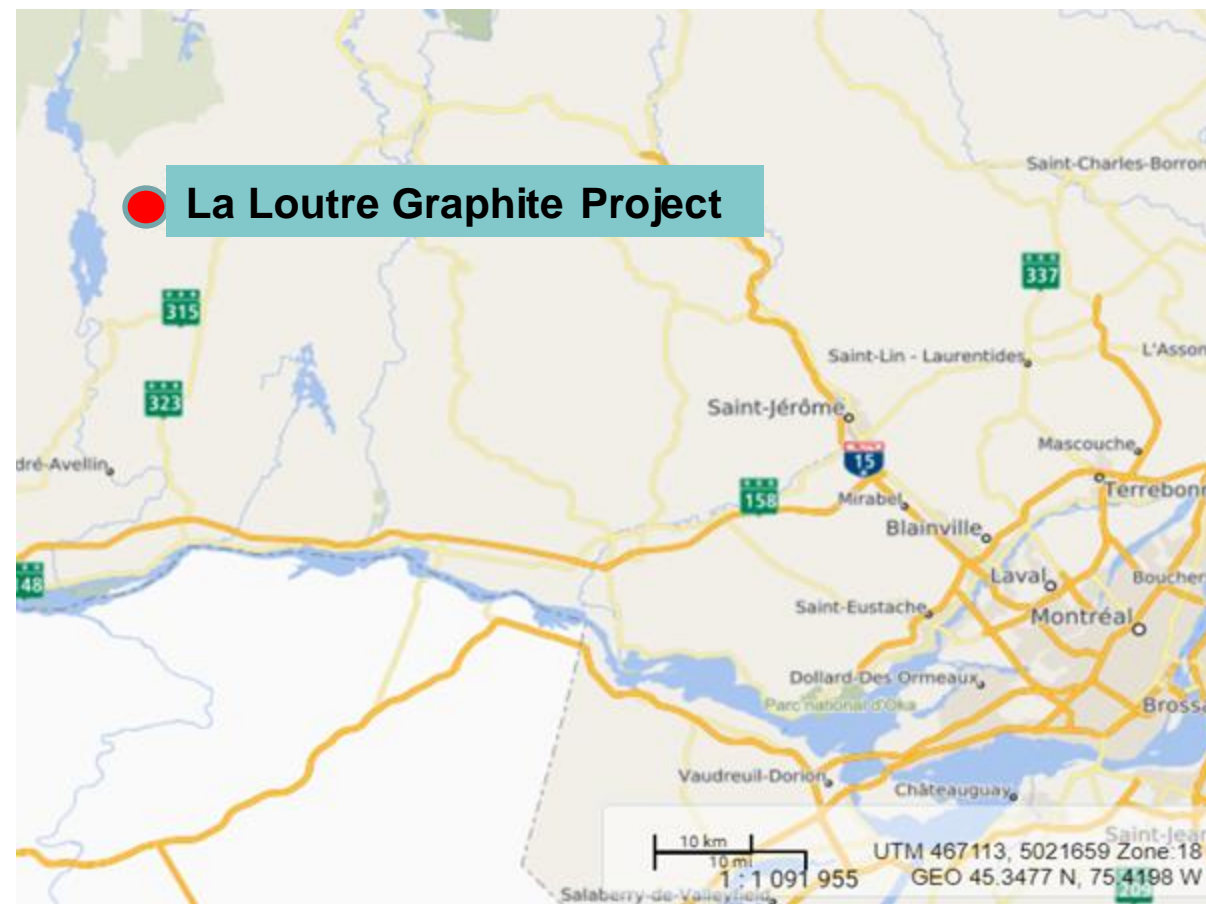 Saint-Charles-Borron
La Loutre Graphite Project
337
315
Saint-Lin - Laurentides
L'Assor
323
Saint-Jérôme
Mascouche
15
dré-Avellin
Terrebonn
158
Mirabel
Blainville
148
Laval
Boucher
Saint-Eustache
Montréal
Dollard-Des Ormeaux
Parc national d'Oka
Brossa
Vaudreuil-Dorion
Châteauguay
10 km
10 mi
Saint-Jear
UTM 467113, 5021659 Zone:18
1 : 1 091 955
GEO 45.3477 N, 75.4198 W
209
Salaberry-de-Valleyfield